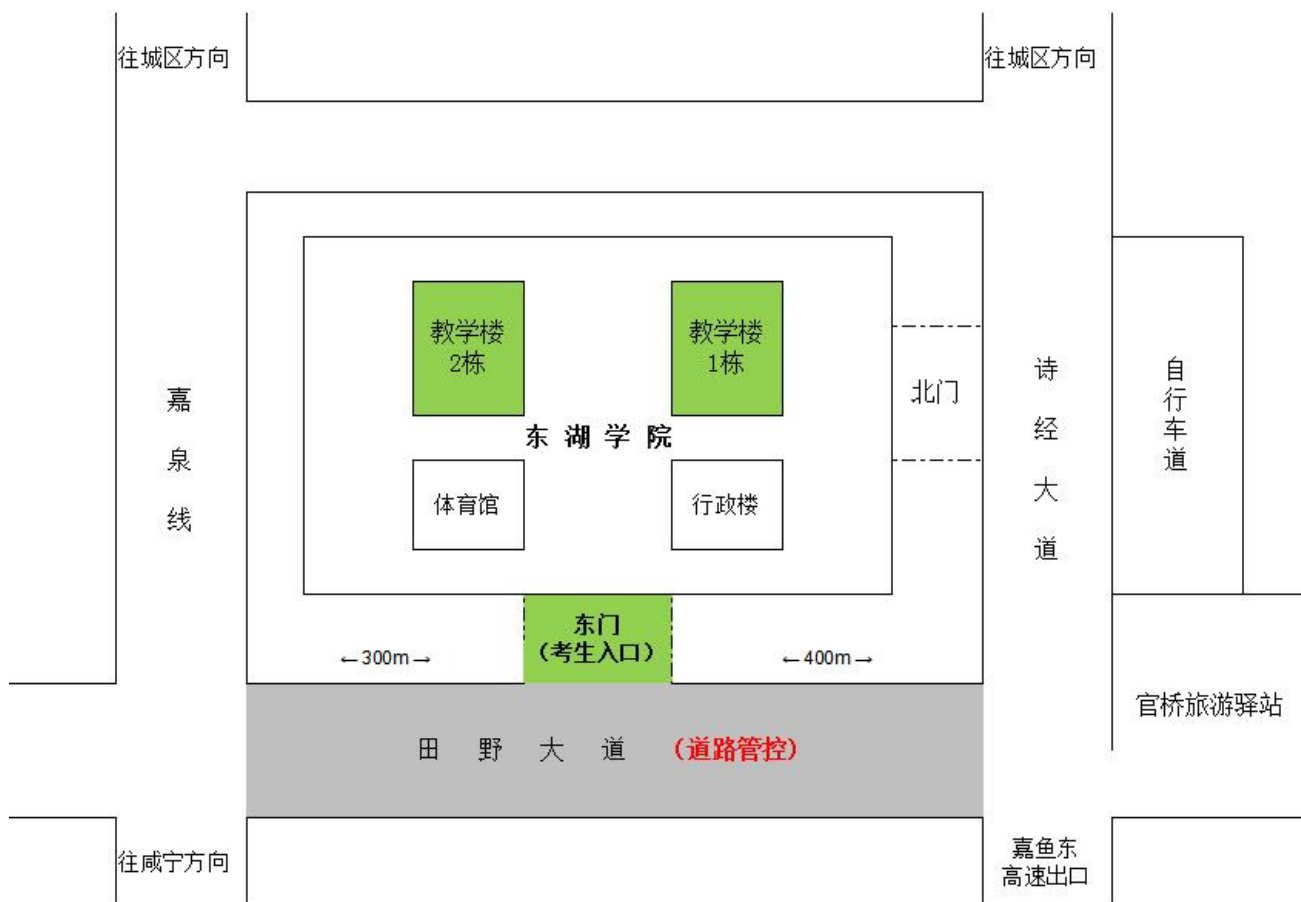 往城区方向
往城区方向
教学楼
2栋
教学楼
1栋
北门
东湖学院
体育馆
行政楼
嘉泉线
诗经大道
自行车道
东门
（考生入口）
←300m→
←400m→
官桥旅游驿站
田野大道 （道路管控）
往咸宁方向
嘉鱼东
高速出口